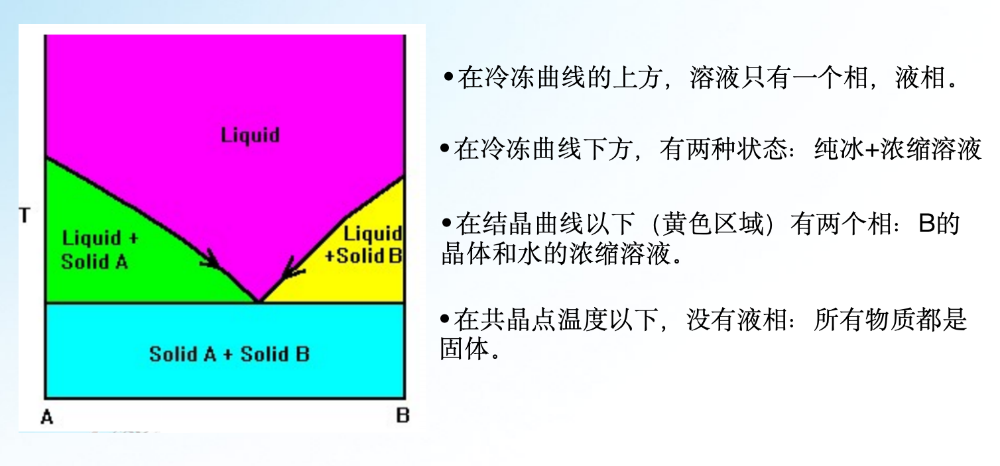 Liquid
T
Liquid +
Solid A
Liquid
+Solid B
Solid A + Solid B
A
B
•在冷冻曲线的上方，溶液只有一个相，液相。
•在冷冻曲线下方，有两种状态：纯冰+浓缩溶液
•在结晶曲线以下（黄色区域）有两个相：B的
晶体和水的浓缩溶液。
•在共晶点温度以下，没有液相：所有物质都是
固体。